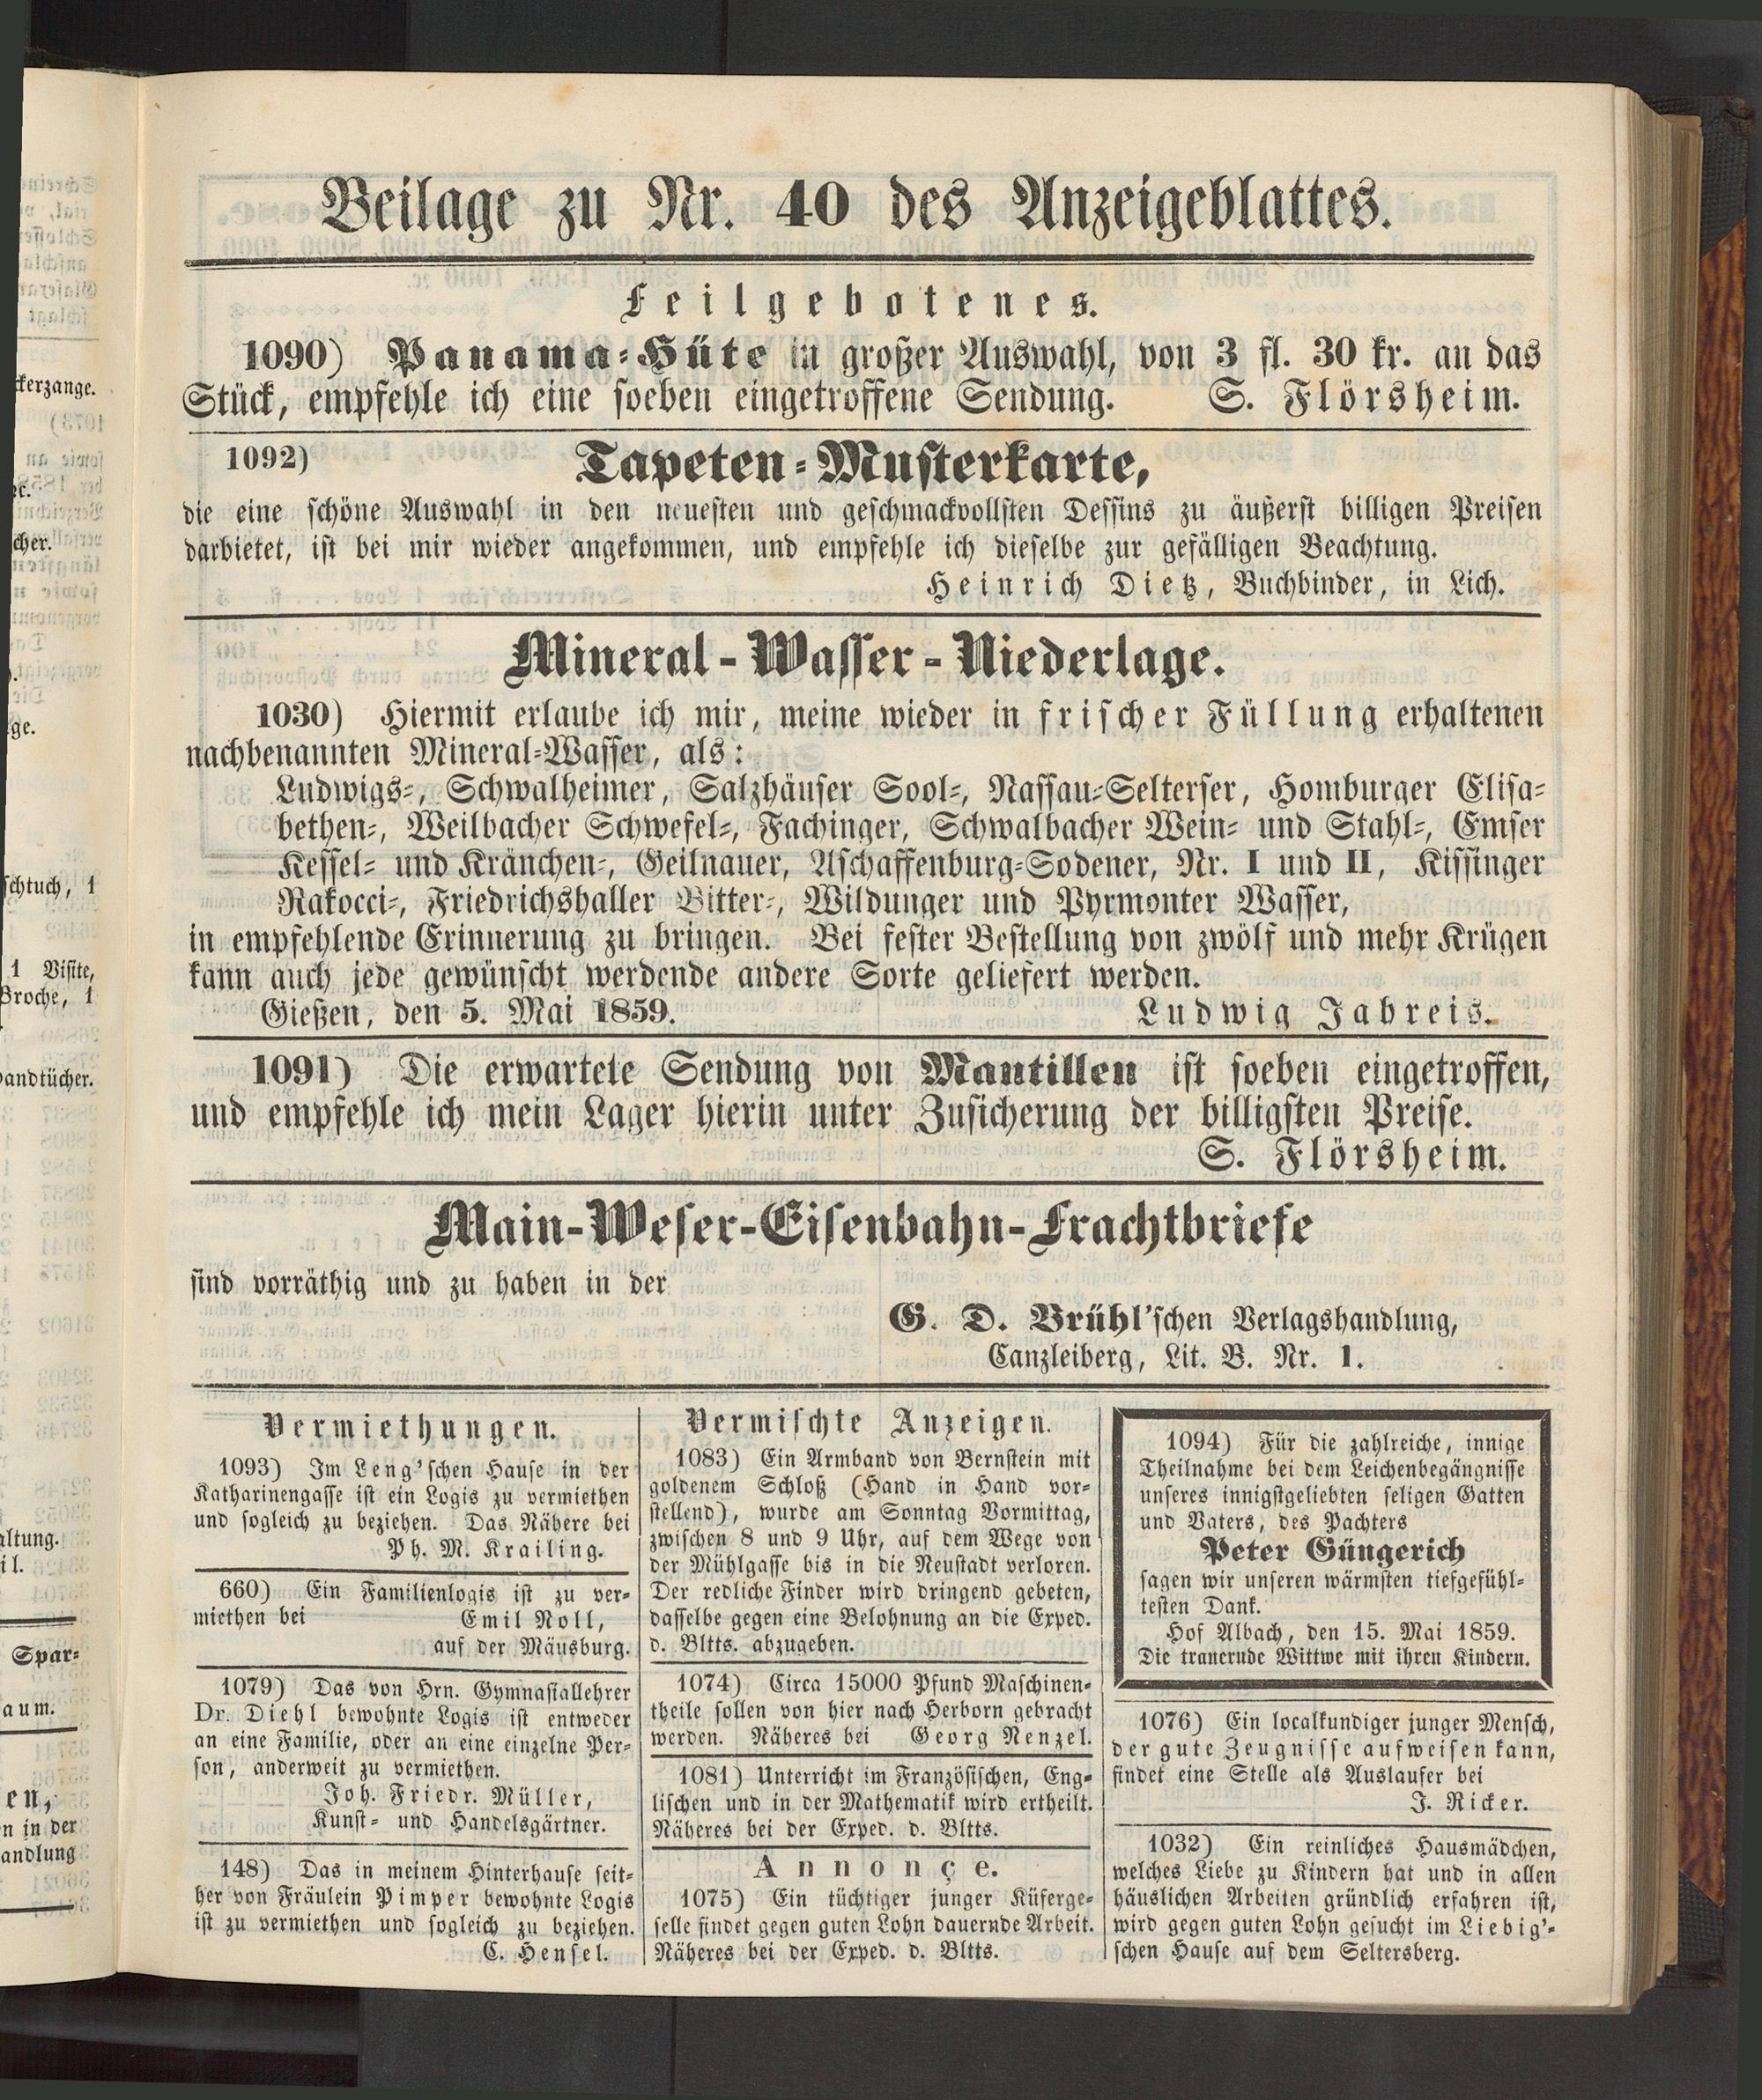 Beilage zu Nr. 40 des Anzeigeblattes.
Feilgebotenes.
1090) Panama-Hüte in großer Auswahl, von 3 fl. 30 kr. an das
Stück, empfehle ich eine soeben eingetroffene Sendung. S. Flörsheim.
1092) Tapeten-Musterkarte,
die eine schöne Auswahl in den neuesten und geschmackvollsten Dessins zu äußerst billigen Preisen
darbietet, ist bei mir wieder angekommen, und empfehle ich dieselbe zur gefälligen Beachtung.
Heinrich Dietz, Buchbinder, in Lich.
Mineral-Wasser-Niederlage.
1030) Hiermit erlaube ich mir, meine wieder in frischer Füllung erhaltenen
nachbenannten Mineral-Wasser, als:
Ludwigs-, Schwalheimer, Salzhäuser Sool-, Nassau-Selterser, Homburger Elisa-
bethen-, Weilbacher Schwefel-, Fachinger, Schwalbacher Wein- und Stahl-, Emser
Kessel- und Kränchen-, Geilnauer, Aschaffenburg-Sodener, Nr. I und II, Kissinger
Rakocci-, Friedrichshaller Bitter-, Wildunger und Pyrmonter Wasser,
in empfehlende Erinnerung zu bringen. Bei fester Bestellung von zwölf und mehr Krügen
kann auch jede gewünscht werdende andere Sorte geliefert werden.
Gießen, den 5. Mai 1859. Ludwig Jabreis.
1091) Die erwartete Sendung von Mantillen ist soeben eingetroffen,
und empfehle ich mein Lager hierin unter Zusicherung der billigsten Preise.
S. Flörsheim.
Main-Weser-Eisenbahn-Frachtbriefe
sind vorräthig und zu haben in der
G. D. Brühl'schen Verlagshandlung,
Canzleiberg, Lit. B. Nr. 1.
Vermiethungen.
1093) Im Leng'schen Hause in der
Katharinengasse ist ein Logis zu vermiethen
und sogleich zu beziehen. Das Nähere bei
Ph. M. Krailing.
660) Ein Familienlogis ist zu ver-
miethen bei Emil Noll,
auf der Mäusburg.
1079) Das von Hrn. Gymnasiallehrer
Dr. Diehl bewohnte Logis ist entweder
an eine Familie, oder an eine einzelne Per-
son, anderweit zu vermiethen.
Joh. Friedr. Müller,
Kunst- und Handelsgärtner.
148) Das in meinem Hinterhause seit-
her von Fräulein Pimper bewohnte Logis
ist zu vermiethen und sogleich zu beziehen.
C. Hensel.
Vermischte Anzeigen.
1083) Ein Armband von Bernstein mit
goldenem Schloß (Hand in Hand vor-
stellend), wurde am Sonntag Vormittag,
zwischen 8 und 9 Uhr, auf dem Wege von
der Mühlgasse bis in die Neustadt verloren.
Der redliche Finder wird dringend gebeten,
dasselbe gegen eine Belohnung an die Exped.
d. Bltts. abzugeben.
1074) Circa 15000 Pfund Maschinen-
theile sollen von hier nach Herborn gebracht
werden. Näheres bei Georg Nenzel.
1081) Unterricht im Französischen, Eng-
lischen und in der Mathematik wird ertheilt.
Näheres bei der Exped. d. Bltts.
Annonçe.
1075) Ein tüchtiger junger Küferge-
selle findet gegen guten Lohn dauernde Arbeit.
Näheres bei der Exped. d. Bltts.
1094) Für die zahlreiche, innige
Theilnahme bei dem Leichenbegängnisse
unseres innigstgeliebten seligen Gatten
und Vaters, des Pachters
Peter Güngerich
sagen wir unseren wärmsten tiefgefühl-
testen Dank.
Hof Albach, den 15. Mai 1859.
Die trauernde Wittwe mit ihren Kindern.
1076) Ein localkundiger junger Mensch,
der gute Zeugnisse aufweisen kann,
findet eine Stelle als Auslaufer bei
J. Ricker.
1032) Ein reinliches Hausmädchen,
welches Liebe zu Kindern hat und in allen
häuslichen Arbeiten gründlich erfahren ist,
wird gegen guten Lohn gesucht im Liebig'-
schen Hause auf dem Seltersberg.